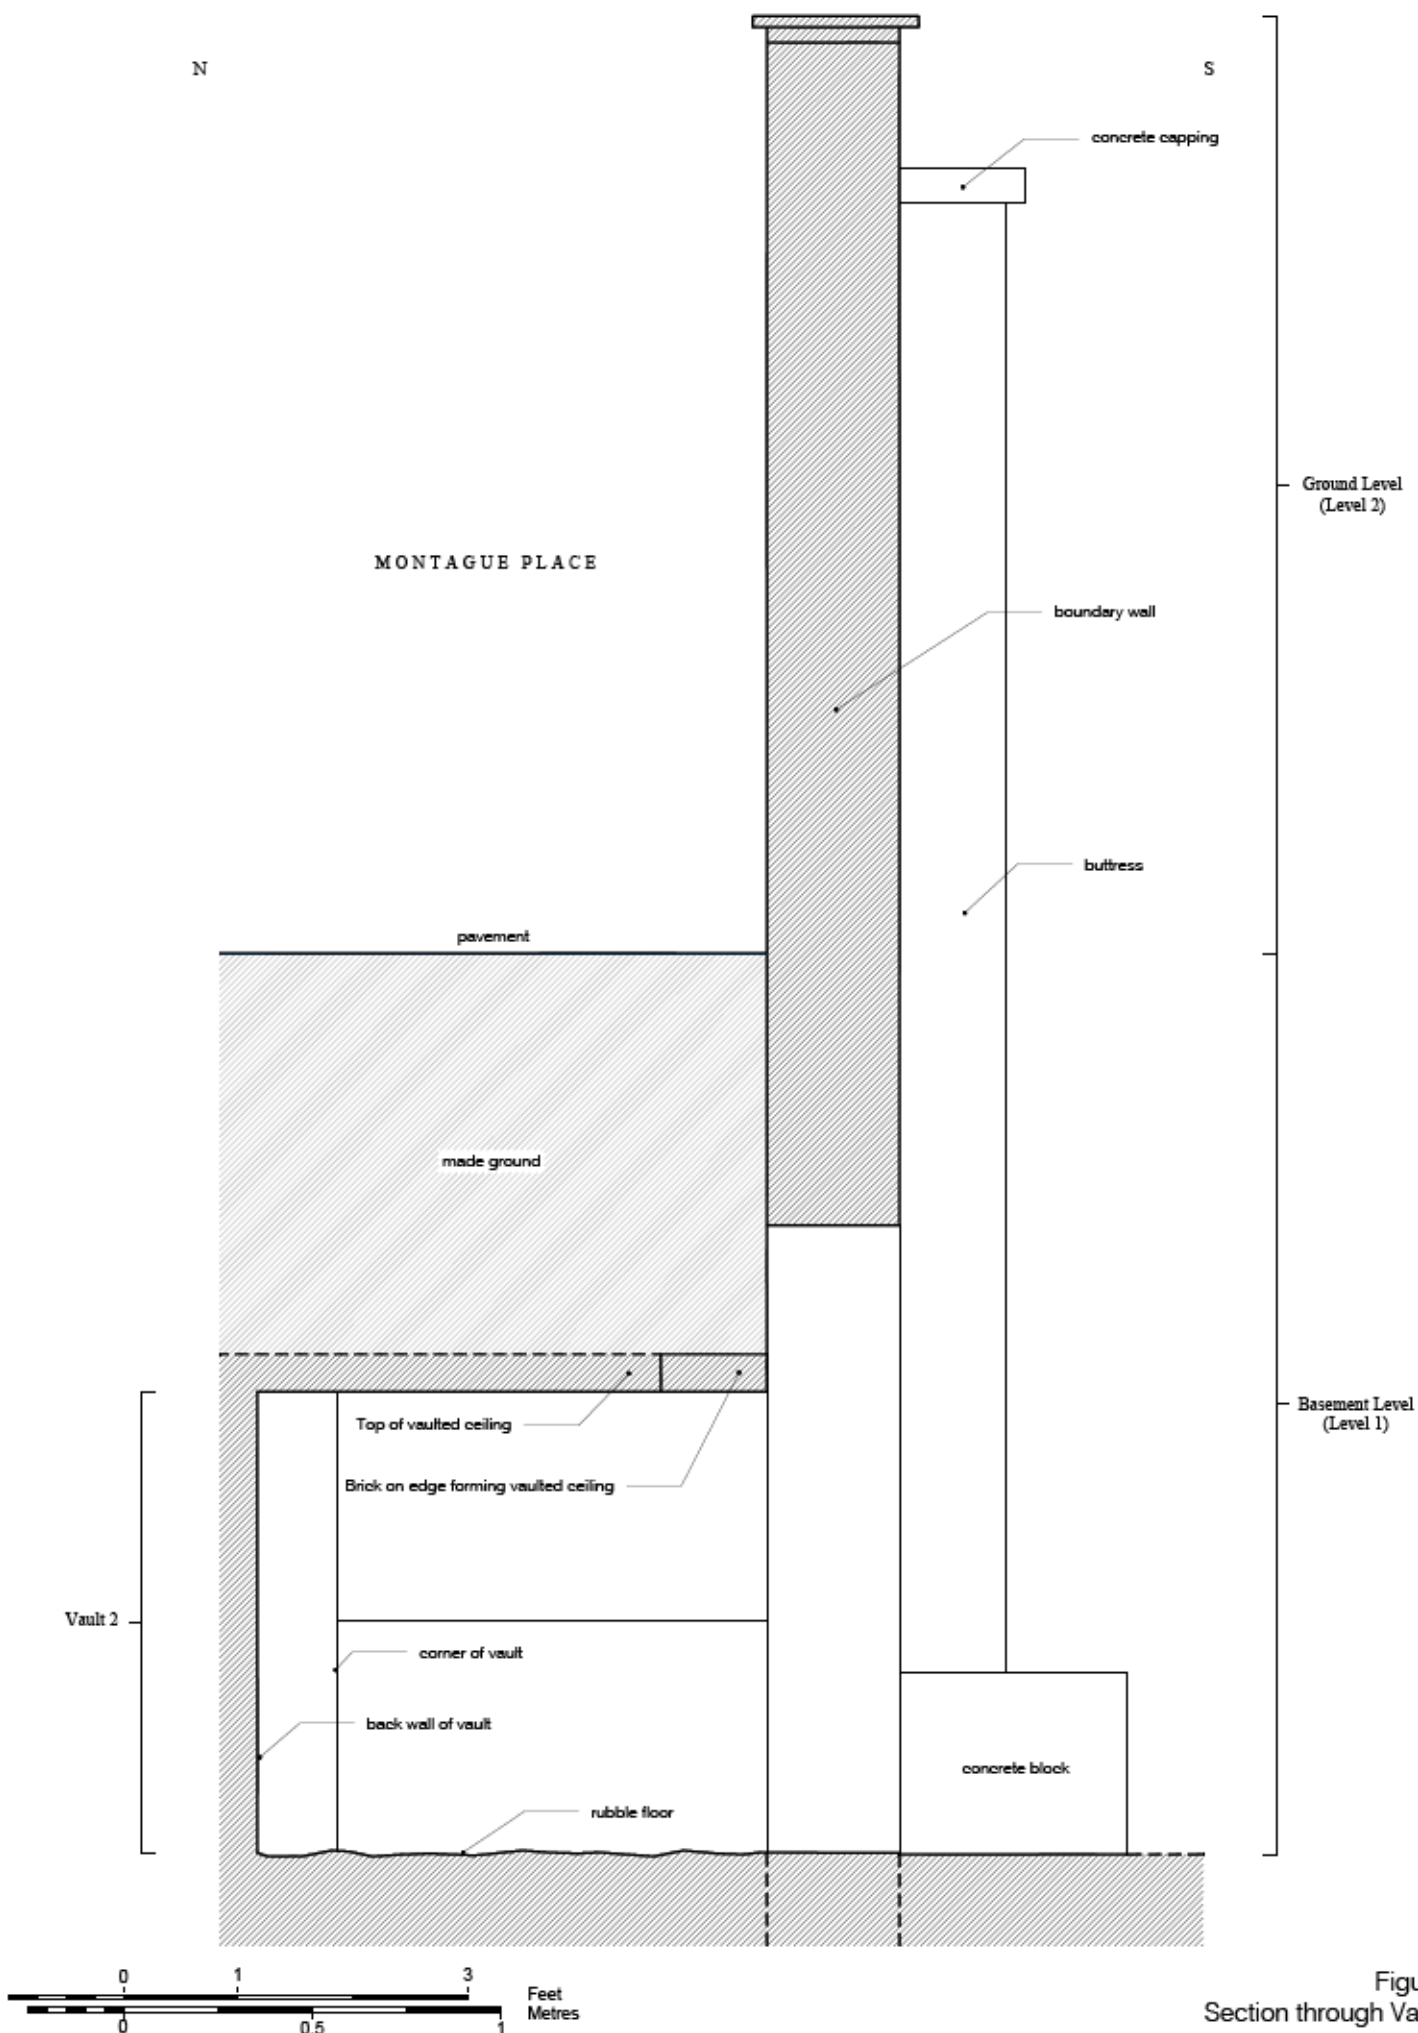 N
S
concrete capping
Ground Level
(Level 2)
MONTAGUE PLACE
boundary wall
buttress
pavement
made ground
Basement Level
(Level 1)
Top of vaulted ceiling
Brick on edge forming vaulted ceiling
Vault 2
corner of vault
back wall of vault
concrete block
rubble floor
0 1 3
Feet
Metres
0 0.5 1
Figu
Section through Va